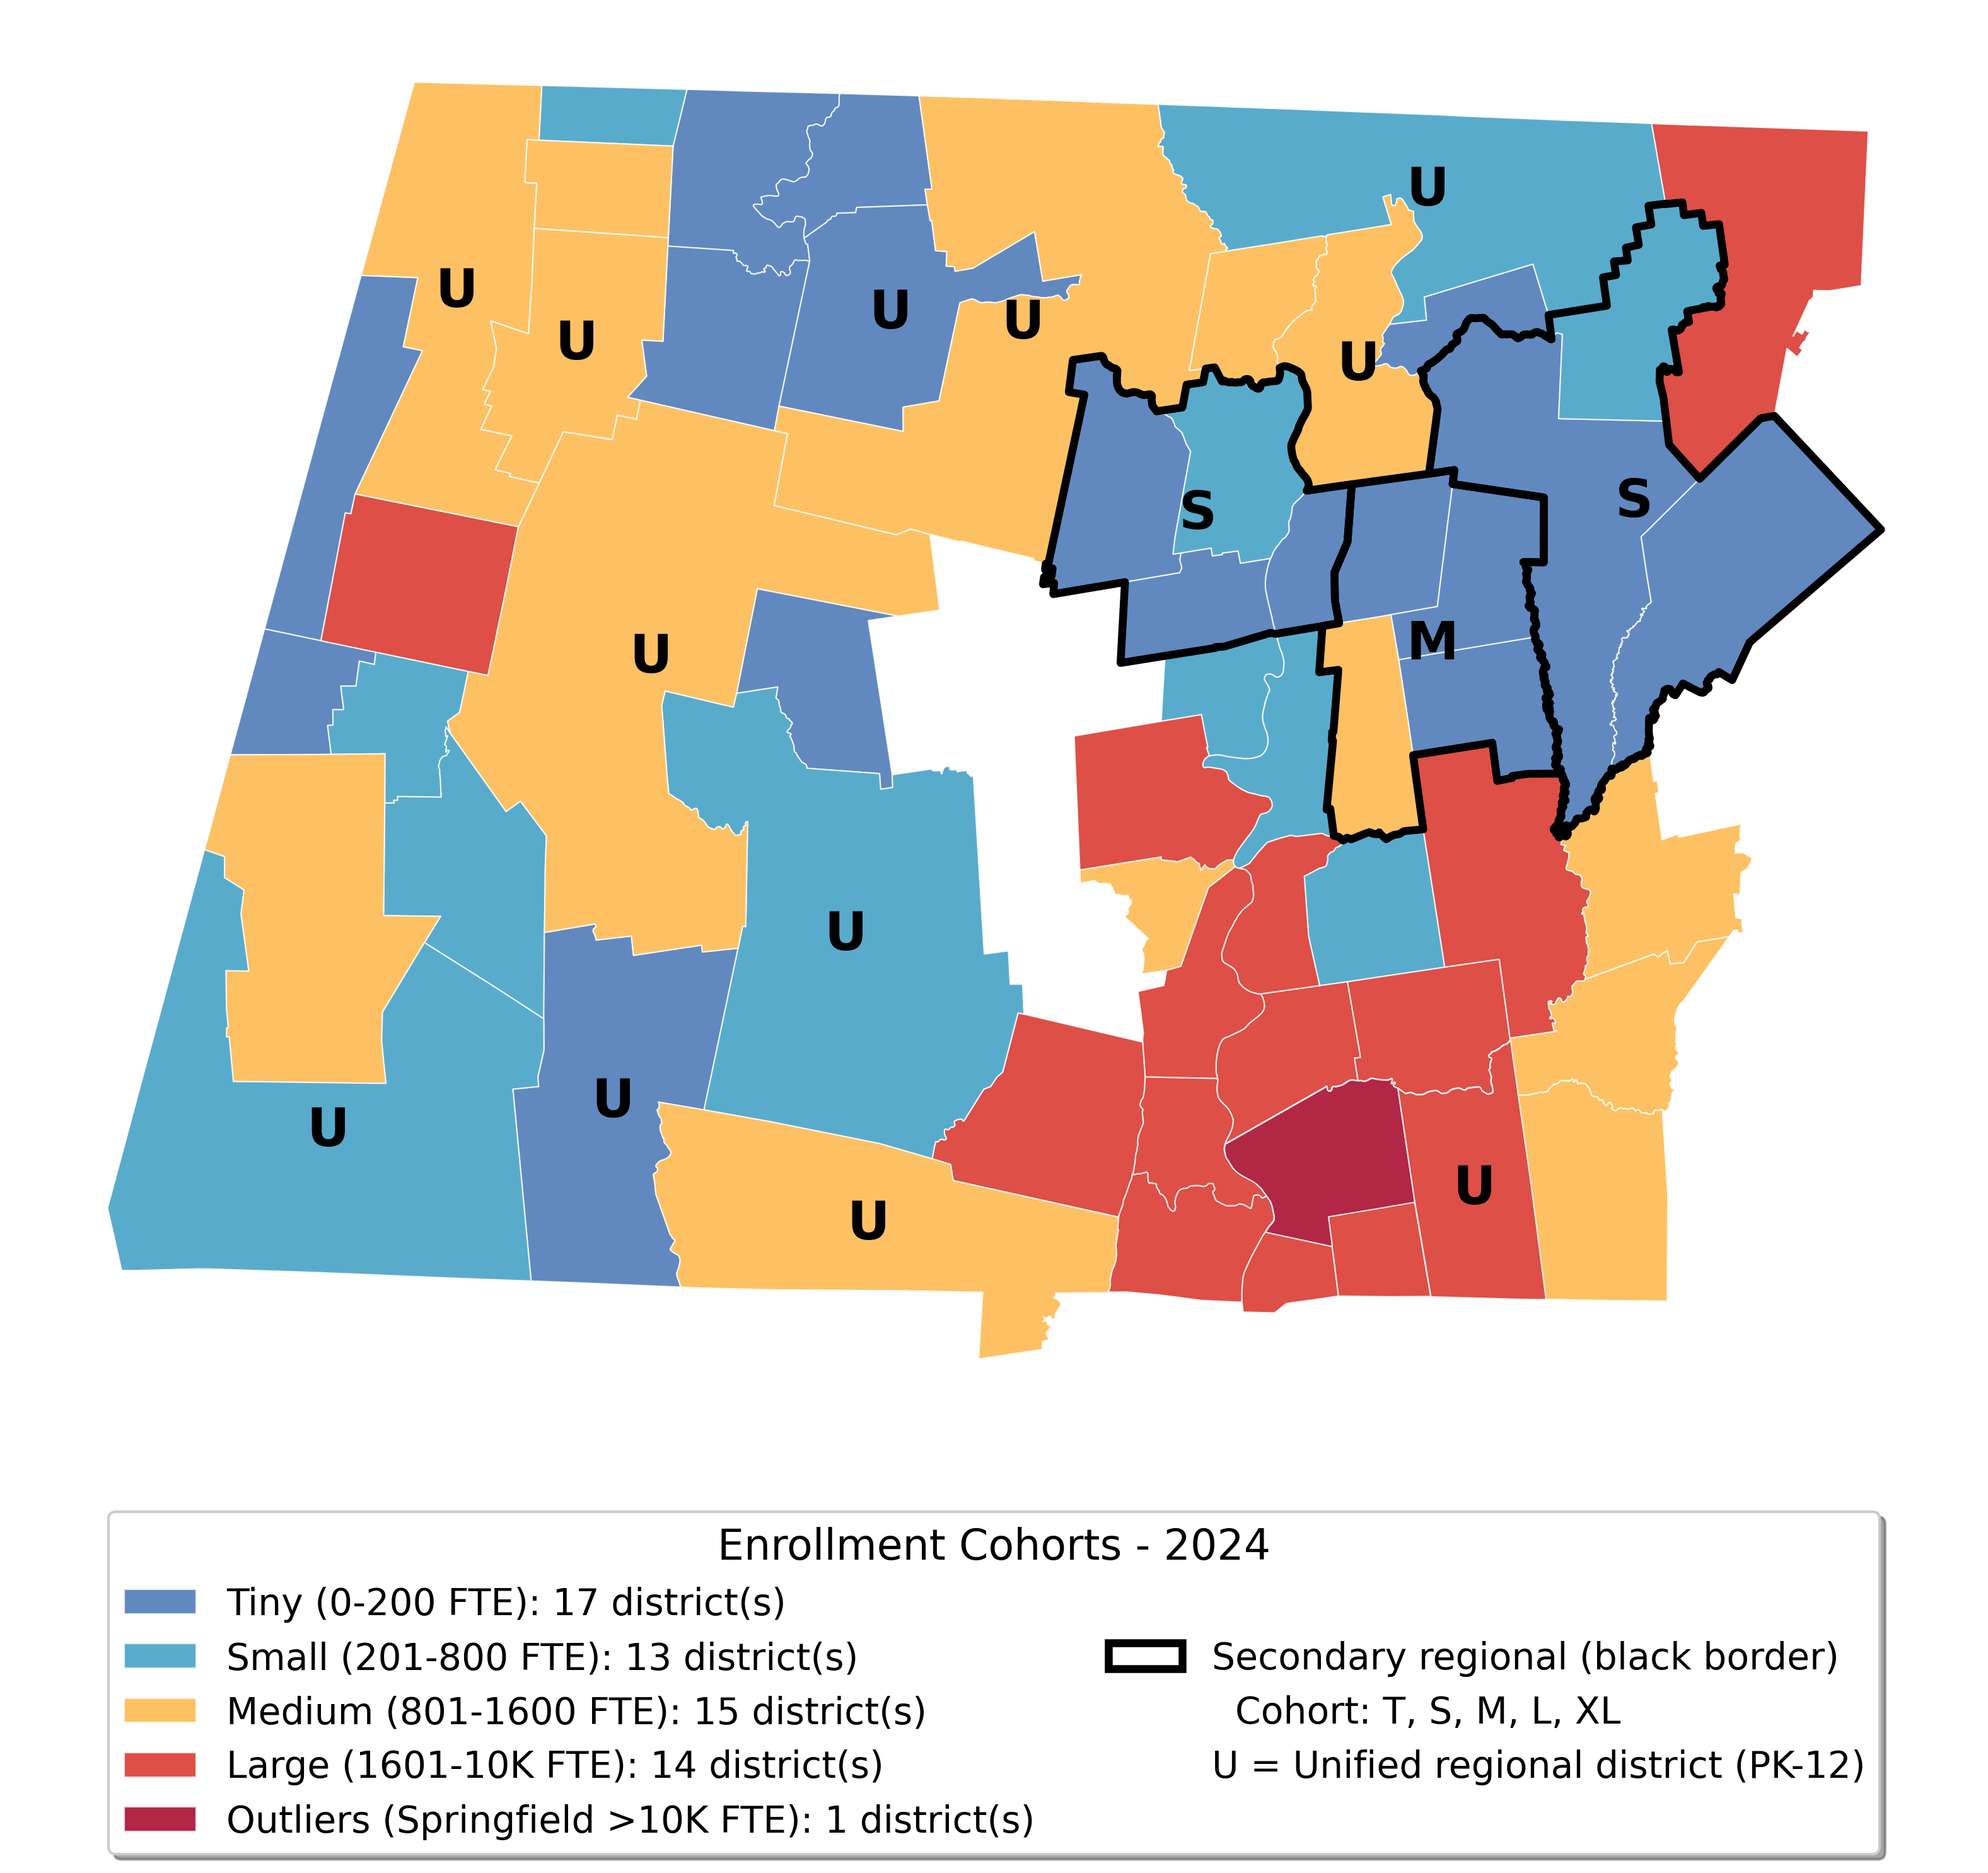 U
U
U
U
U
U
S
S
U
M
U
U
U
U
U
U
Enrollment Cohorts - 2024
Tiny (0-200 FTE): 17 district(s)
Small (201-800 FTE): 13 district(s)
Medium (801-1600 FTE): 15 district(s)
Large (1601-10K FTE): 14 district(s)
Outliers (Springfield >10K FTE): 1 district(s)
Secondary regional (black border)
Cohort: T, S, M, L, XL
U = Unified regional district (PK-12)